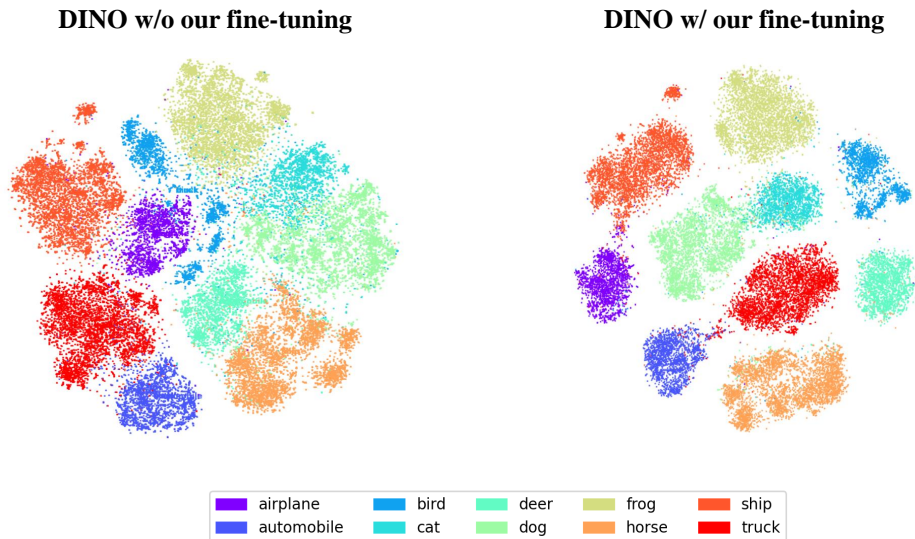 DINO w/o our fine-tuning
DINO w/ our fine-tuning
airplane
bird
deer
frog
ship
automobile
cat
dog
horse
truck